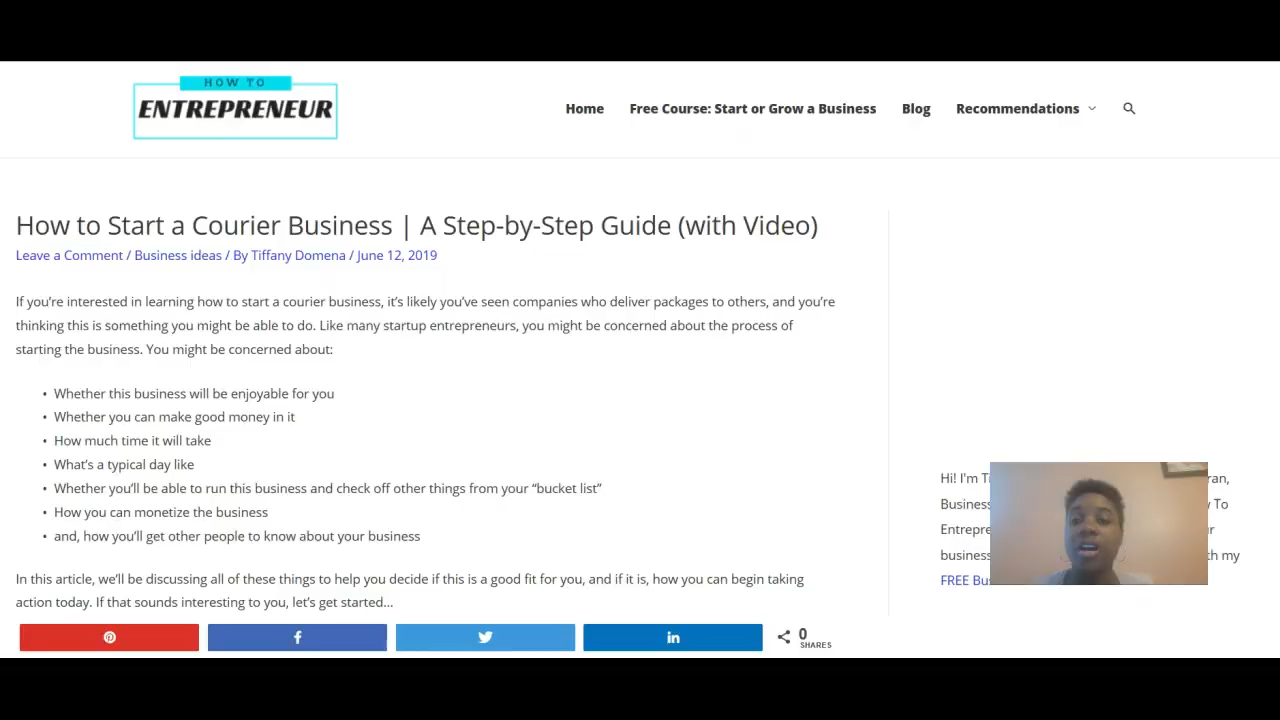 HOW TO
ENTREPRENEUR
Home
Free Course: Start or Grow a Business
Blog
Recommendations
How to Start a Courier Business | A Step-by-Step Guide (with Video)
Leave a Comment / Business ideas / By Tiffany Domena / June 12, 2019
If you're interested in learning how to start a courier business, it's likely you've seen companies who deliver packages to others, and you're
thinking this is something you might be able to do. Like many startup entrepreneurs, you might be concerned about the process of
starting the business. You might be concerned about:
• Whether this business will be enjoyable for you
• Whether you can make good money in it
• How much time it will take
• What's a typical day like
• Whether you'll be able to run this business and check off other things from your “bucket list”
• How you can monetize the business
• and, how you'll get other people to know about your business
In this article, we'll be discussing all of these things to help you decide if this is a good fit for you, and if it is, how you can begin taking
action today. If that sounds interesting to you, let's get started...
0
SHARES
Hi! I'm
Business To
business my
FREE